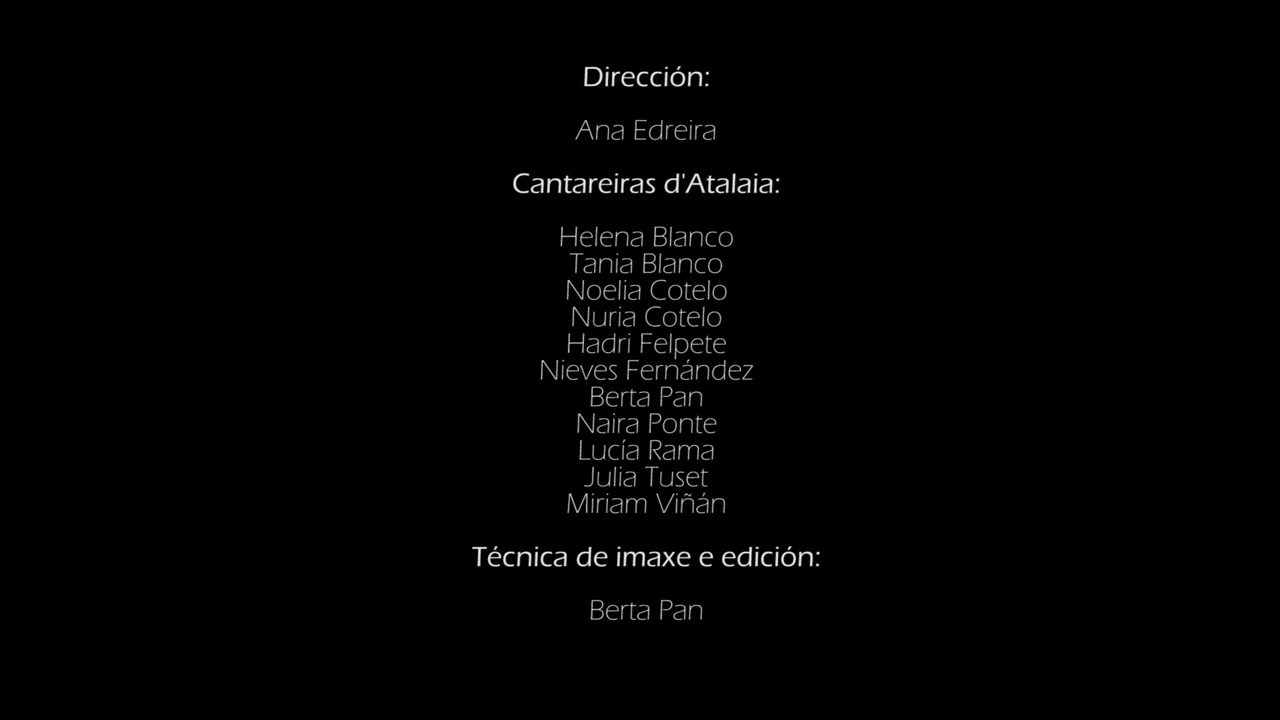 Dirección:
Ana Edreira
Cantareiras d'Atalaia:
Helena Blanco
Tania Blanco
Noelia Cotelo
Nuria Cotelo
Hadri Felpete
Nieves Fernández
Berta Pan
Naira Ponte
Lucía Rama
Julia Tuset
Miriam Viñán
Técnica de imaxe e edición:
Berta Pan